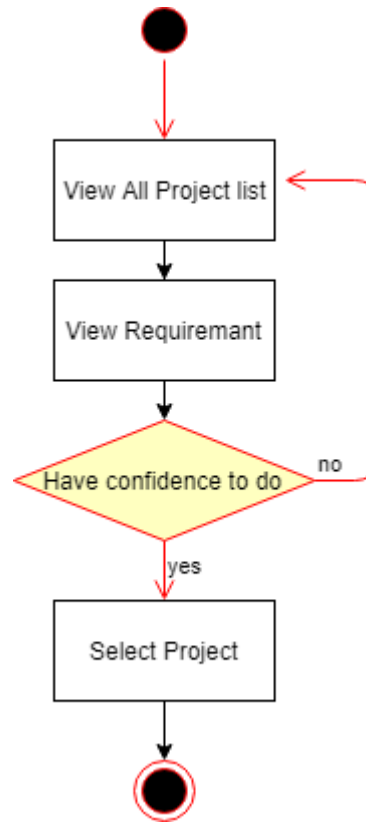 View All Project list
View Requiremant
Have confidence to do
no
yes
Select Project